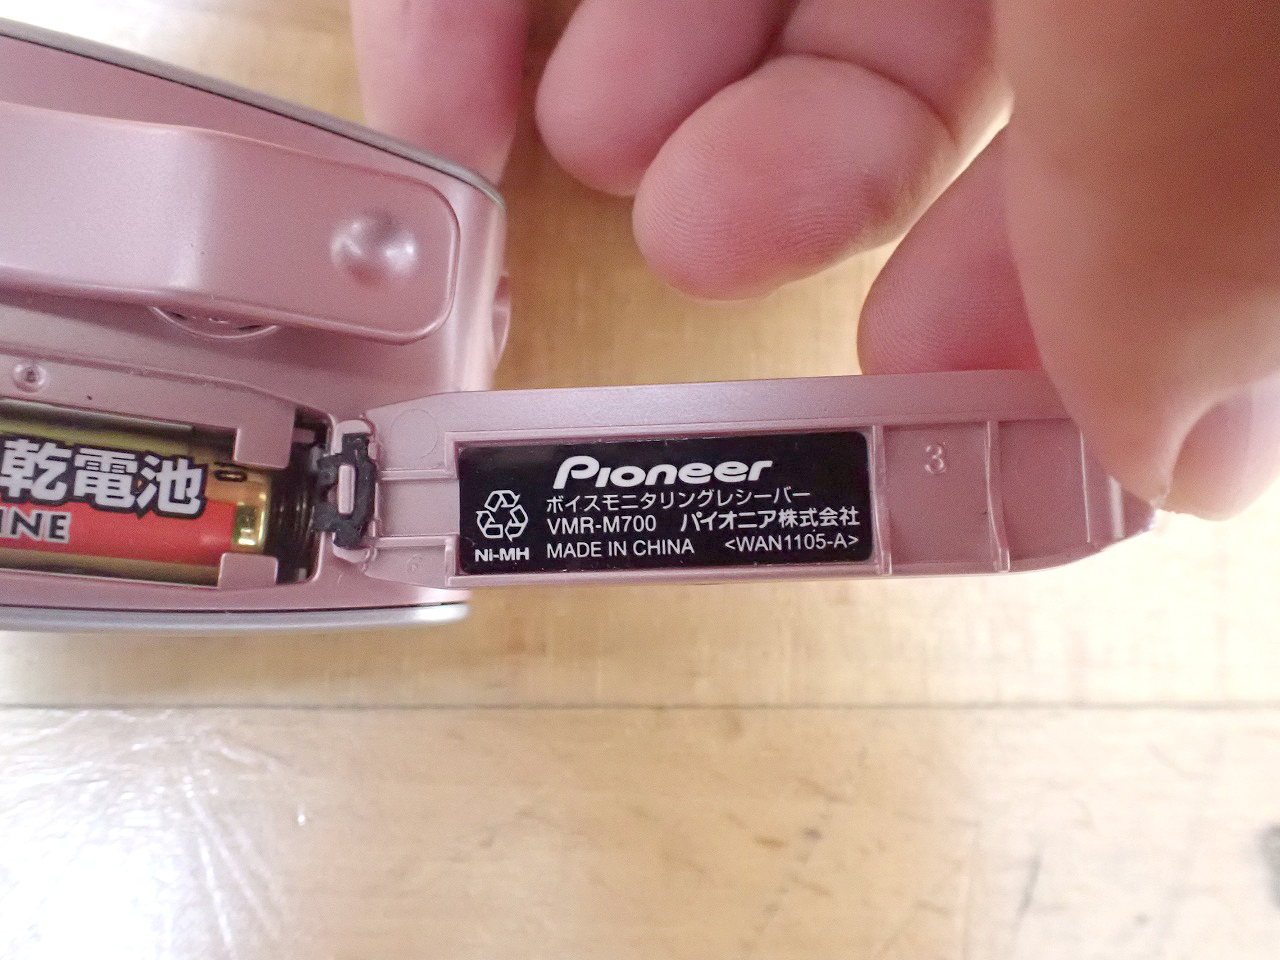 Pioneer
ボイスモニタリングレシーバー
VMR-M700 パイオニア株式会社
Ni-MH MADE IN CHINA <WAN1105-A>
3
乾電池
INE